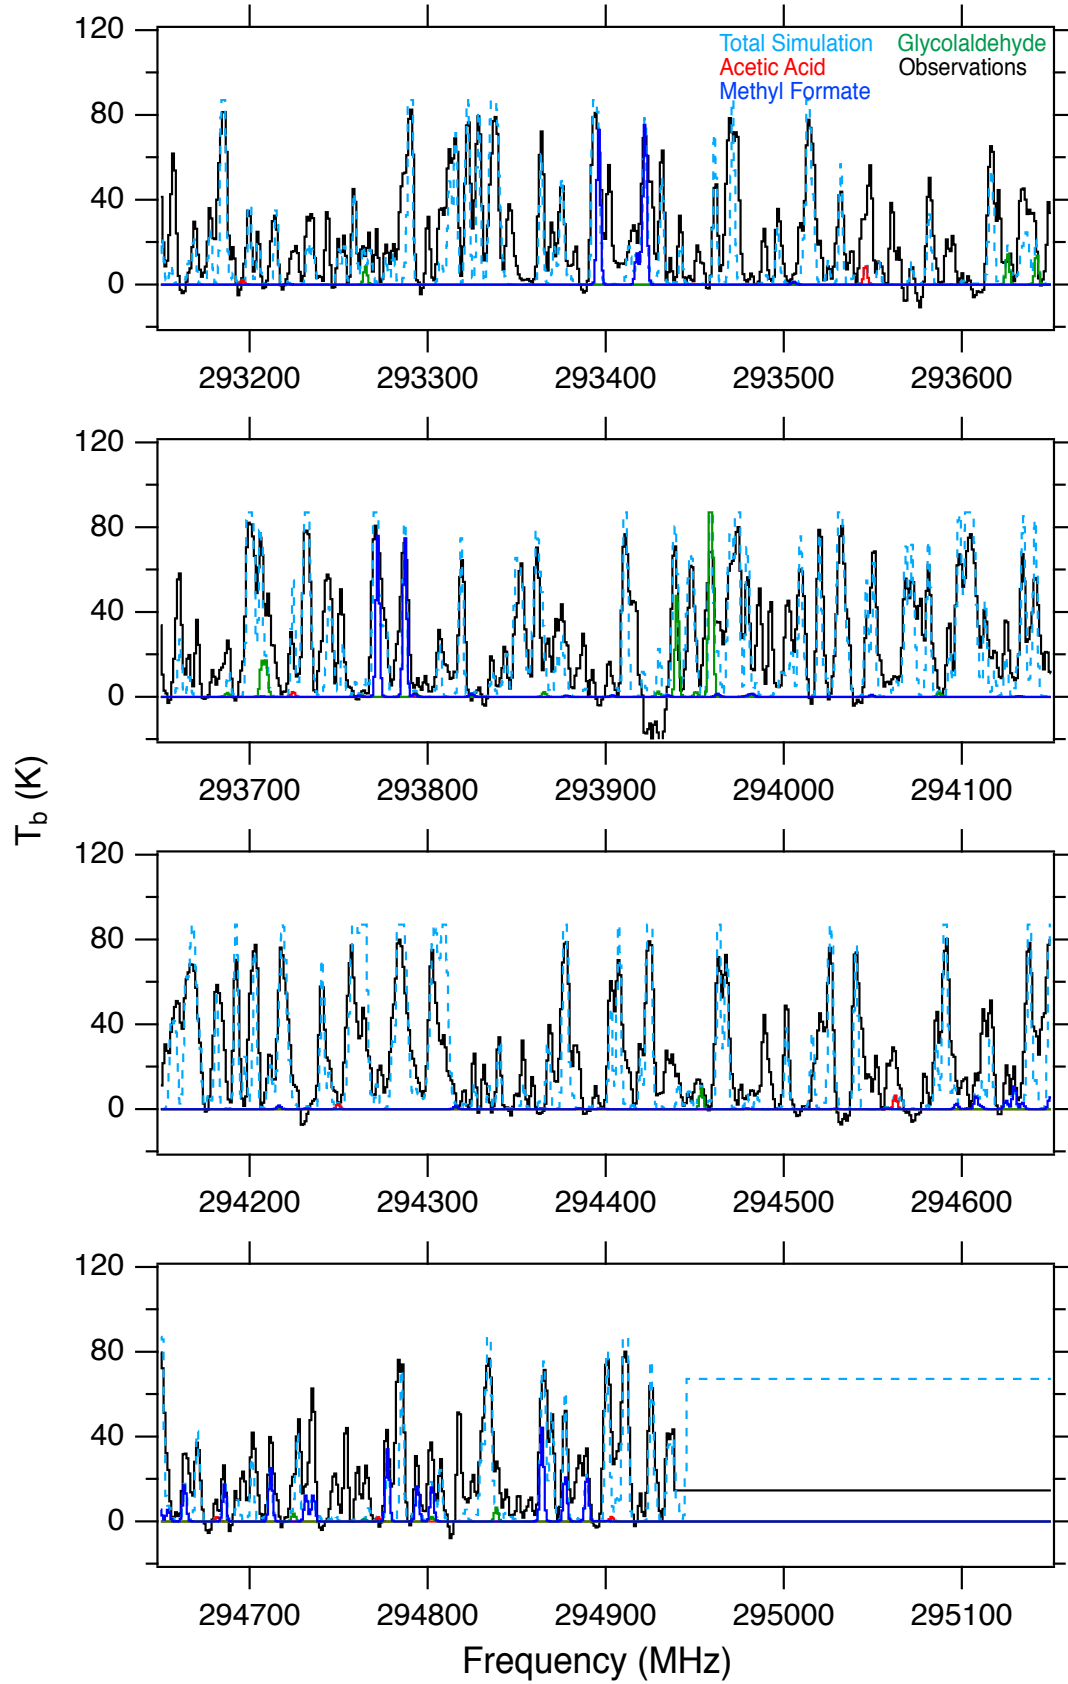 120
80
40
0
Total Simulation Glycolaldehyde
Acetic Acid Observations
Methyl Formate
293200 293300 293400 293500 293600
120
80
40
0
293700 293800 293900 294000 294100
T_b (K)
120
80
40
0
294200 294300 294400 294500 294600
120
80
40
0
294700 294800 294900 295000 295100
Frequency (MHz)